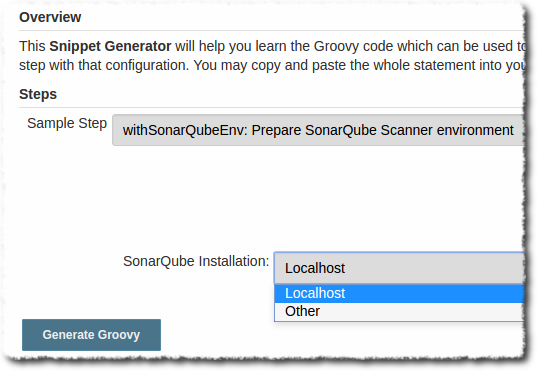 Overview
This Snippet Generator will help you learn the Groovy code which can be used to
step with that configuration. You may copy and paste the whole statement into you
Steps
Sample Step
withSonarQubeEnv: Prepare SonarQube Scanner environment
SonarQube Installation:
Localhost
Localhost
Other
Generate Groovy